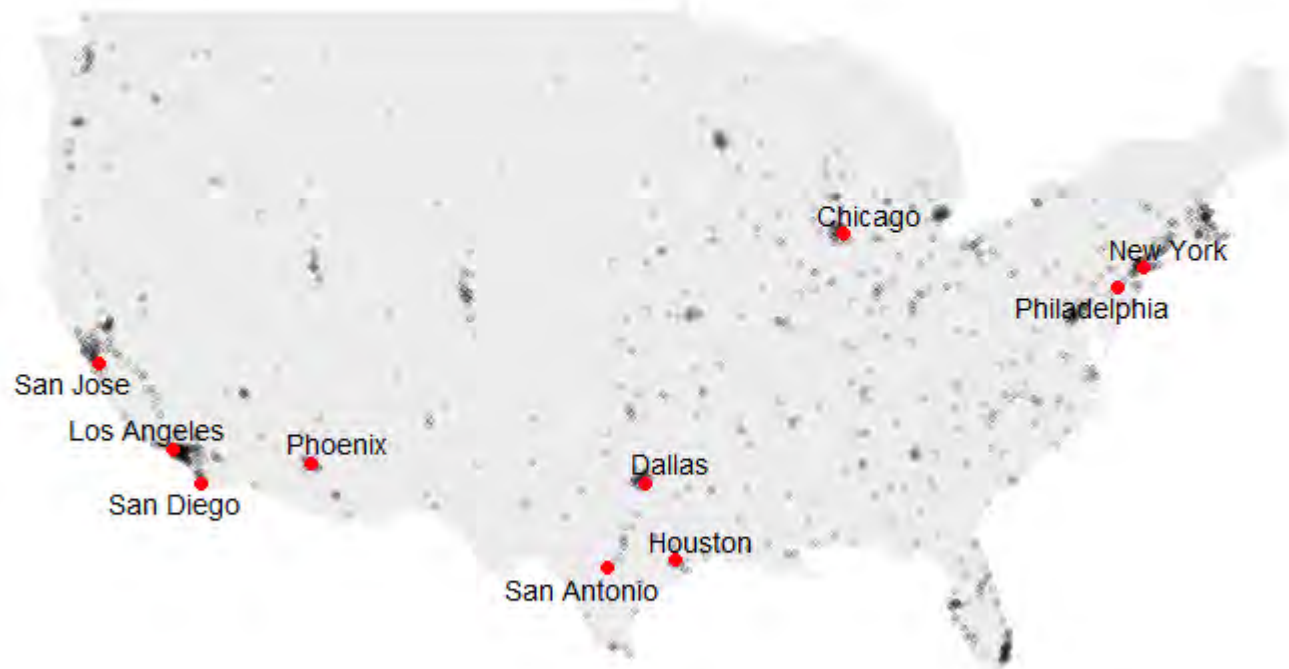 Chicago
New York
Philadelphia
San Jose
Los Angeles
Phoenix
Dallas
San Diego
Houston
San Antonio